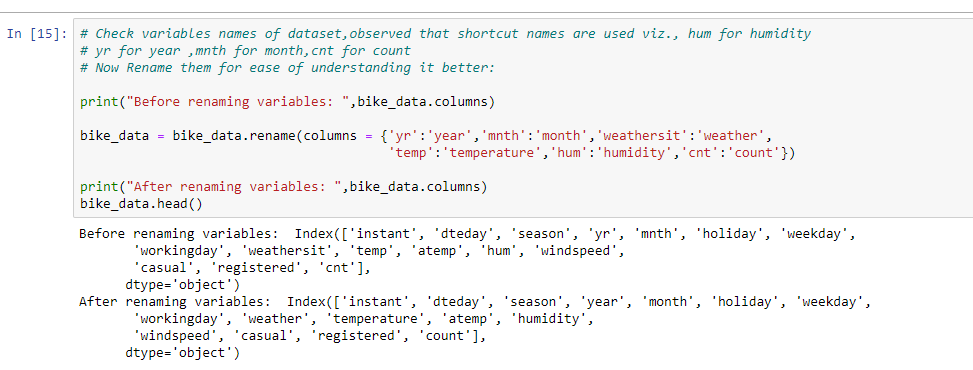 In [15]: # Check variables names of dataset,observed that shortcut names are used viz., hum for humidity
# yr for year ,mnth for month,cnt for count
# Now Rename them for ease of understanding it better:
print("Before renaming variables: ",bike_data.columns)
bike_data = bike_data.rename(columns = {'yr':'year','mnth':'month','weathersit':'weather',
'temp':'temperature','hum':'humidity','cnt':'count'})
print("After renaming variables: ",bike_data.columns)
bike_data.head()
Before renaming variables:  Index(['instant', 'dteday', 'season', 'yr', 'mnth', 'holiday', 'weekday',
'workingday', 'weathersit', 'temp', 'atemp', 'hum', 'windspeed',
'casual', 'registered', 'cnt'],
dtype='object')
After renaming variables:  Index(['instant', 'dteday', 'season', 'year', 'month', 'holiday', 'weekday',
'workingday', 'weather', 'temperature', 'atemp', 'humidity',
'windspeed', 'casual', 'registered', 'count'],
dtype='object')